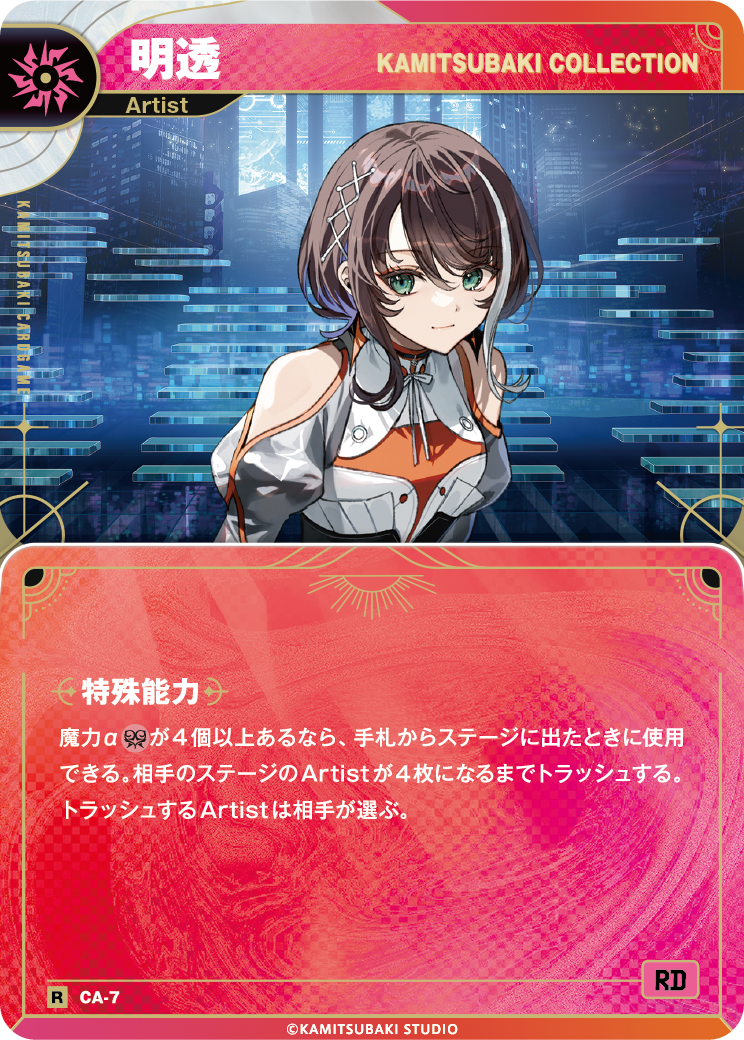 明透
KAMITSUBAKI COLLECTION
Artist
KAMITSUBAKI CARDGAME
特殊能力
魔力αが4個以上あるなら、手札からステージに出たときに使用
できる。相手のステージのArtistが4枚になるまでトラッシュする。
トラッシュするArtistは相手が選ぶ。
R CA-7
RD
©KAMITSUBAKI STUDIO